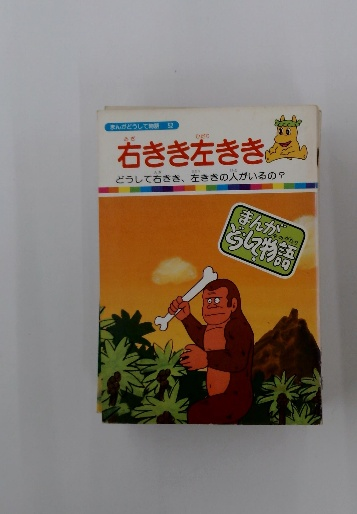 まんがどうして物語 52
右きき左きき
どうして右きき、左ききの人がいるの?
まんが
どうして物語